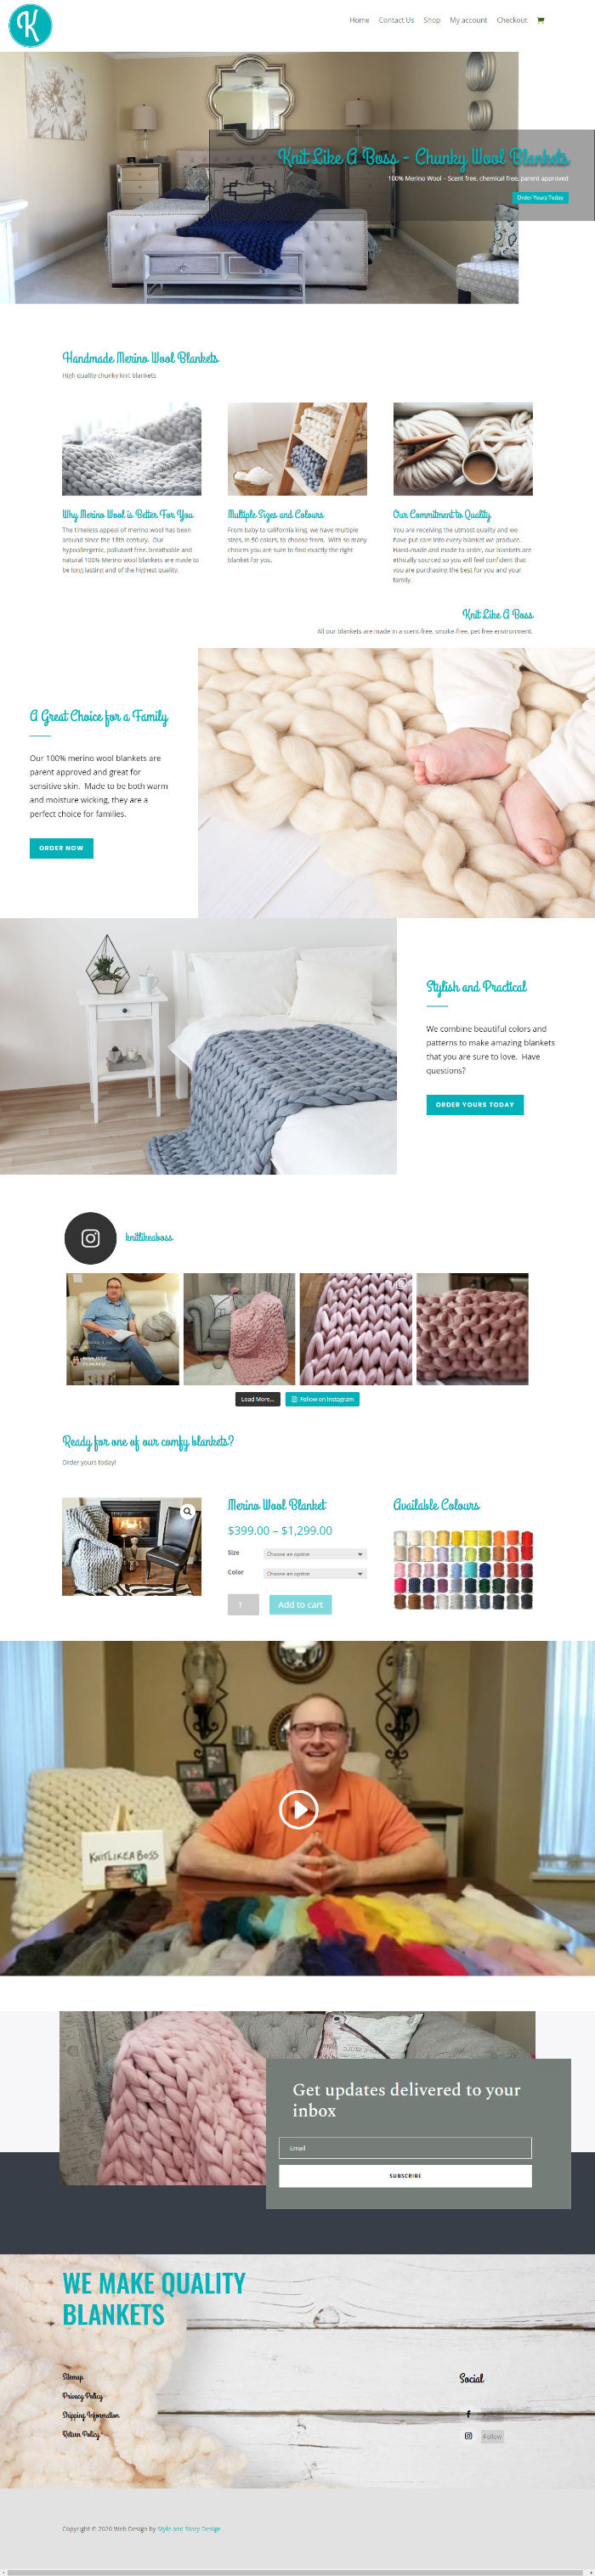 K
Home Contact Us Shop My account Checkout
Knit Like A Boss - Chunky Wool Blankets
100% Merino Wool – Scent free, chemical free, parent approved
Order Yours Today
Handmade Merino Wool Blankets
High quality chunky knit blankets
Why Merino Wool is Better For You
The timeless appeal of merino wool has been
around since the 18th century. Our
hypoallergenic, pollutant free, breathable and
natural 100% Merino wool blankets are made to
be long lasting and of the highest quality.
Multiple Sizes and Colours
From baby to california king, we have multiple
sizes, in 50 colors, to choose from. With so many
choices you are sure to find exactly the right
blanket for you.
Our Commitment to Quality
You are receiving the utmost quality and we
have put care into every blanket we produce.
Hand-made and made to order, our blankets are
ethically sourced so you will feel confident that
you are purchasing the best for you and your
family.
Knit Like A Boss
All our blankets are made in a scent-free, smoke-free, pet free environment.
A Great Choice for a Family
Our 100% merino wool blankets are
parent approved and great for
sensitive skin. Made to be both warm
and moisture wicking, they are a
perfect choice for families.
ORDER NOW
Stylish and Practical
We combine beautiful colors and
patterns to make amazing blankets
that you are sure to love. Have
questions?
ORDER YOURS TODAY
knitlikeaboss
Load More...
Follow on Instagram
Ready for one of our comfy blankets?
Order yours today!
Merino Wool Blanket
$399.00 – $1,299.00
Size Choose an option
Color Choose an option
1 Add to cart
Available Colours
KNITLIKEABOSS
Get updates delivered to your
inbox
Email
SUBSCRIBE
WE MAKE QUALITY
BLANKETS
Sitemap
Privacy Policy
Shipping Information
Return Policy
Social
Follow
Copyright © 2020 Web Design by Style and Story Design